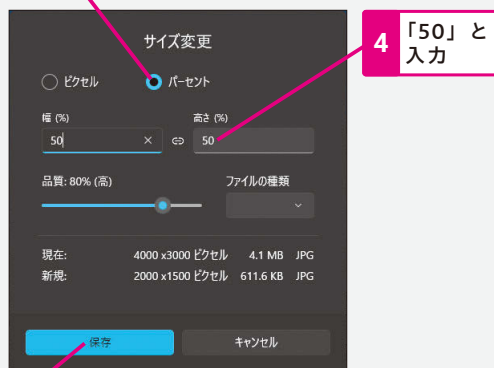 サイズ変更
ピクセル パーセント
幅 (%) 高さ (%)
50 50
品質: 80% (高) ファイルの種類
現在: 4000 x3000 ピクセル 4.1 MB JPG
新規: 2000 x1500 ピクセル 611.6 KB JPG
保存 キャンセル
4 「50」と
入力